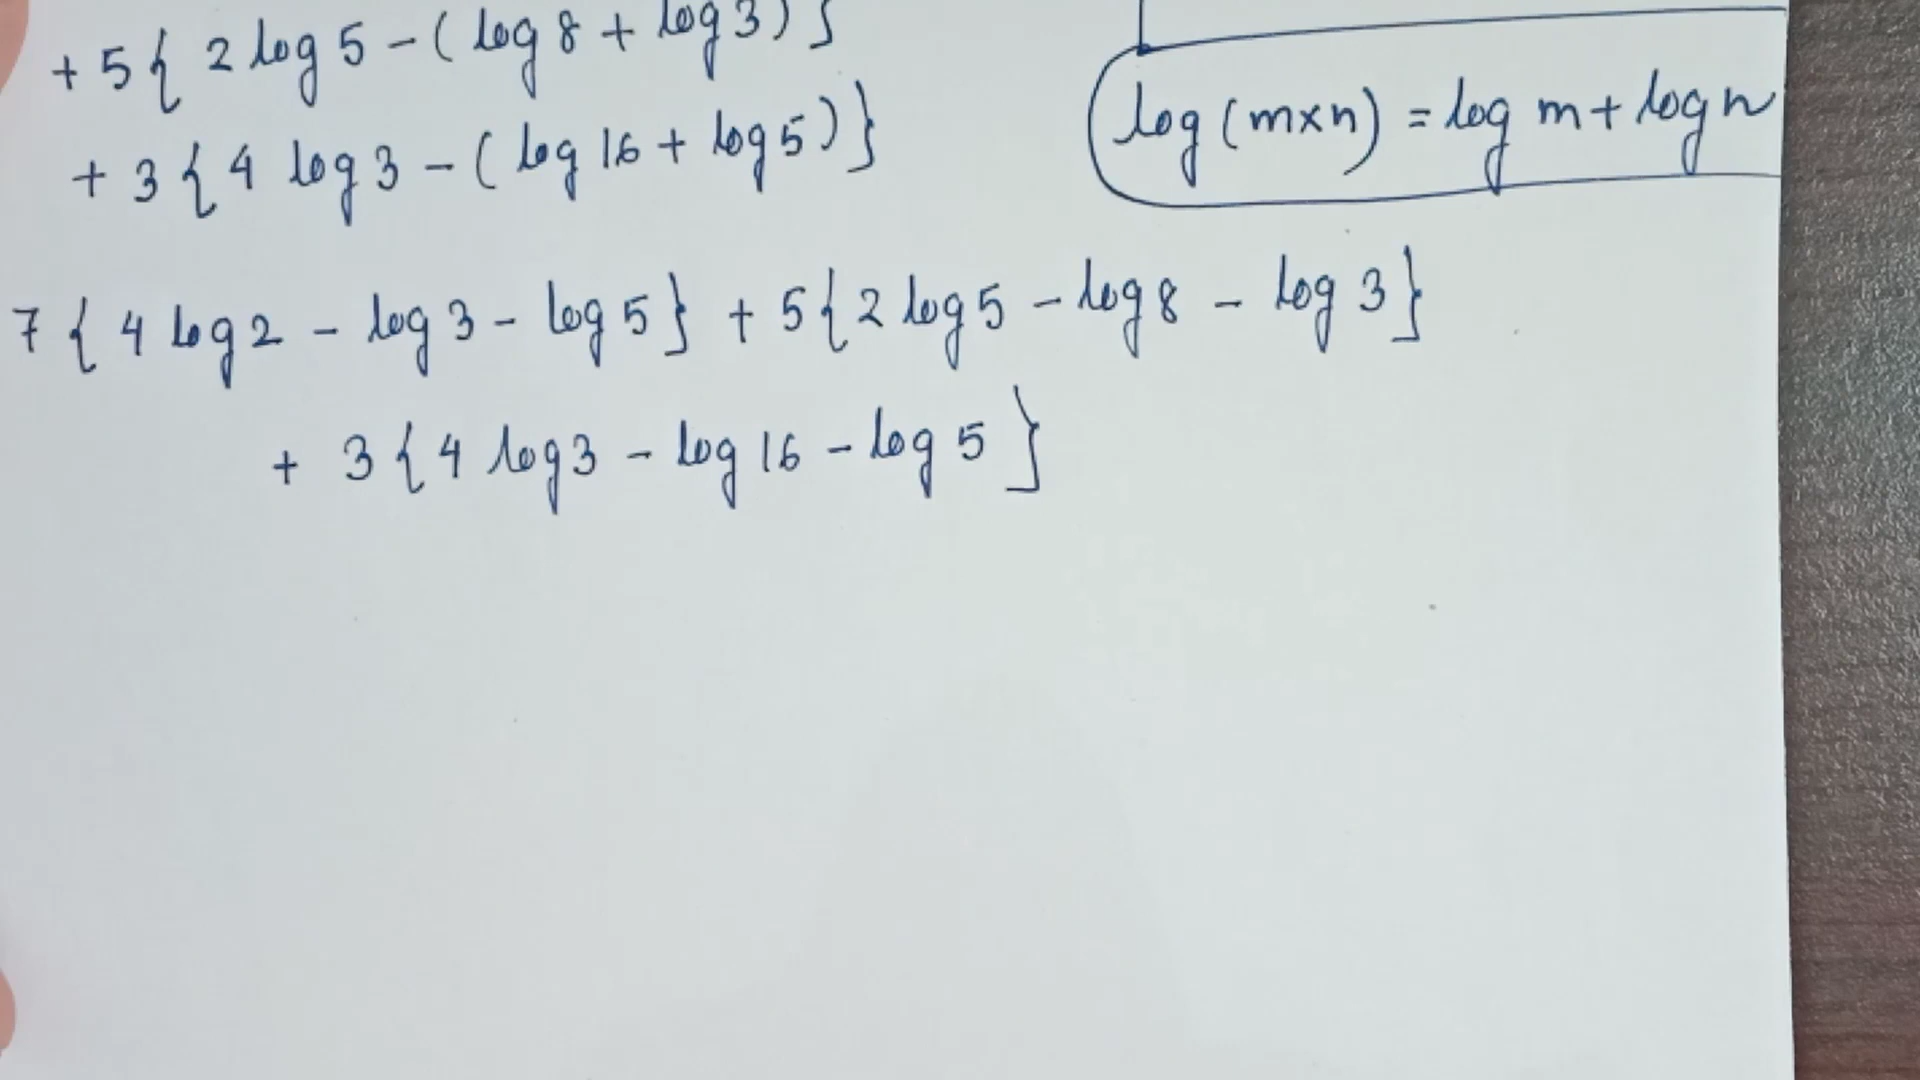 + 5{ 2 log 5 - ( log 8 + log 3 ) }
+ 3 { 4 log 3 - ( log 16 + log 5 ) }
log ( m × n ) = log m + log n
7 { 4 log 2 - log 3 - log 5 } + 5 { 2 log 5 - log 8 - log 3 }
+ 3 { 4 log 3 - log 16 - log 5 }